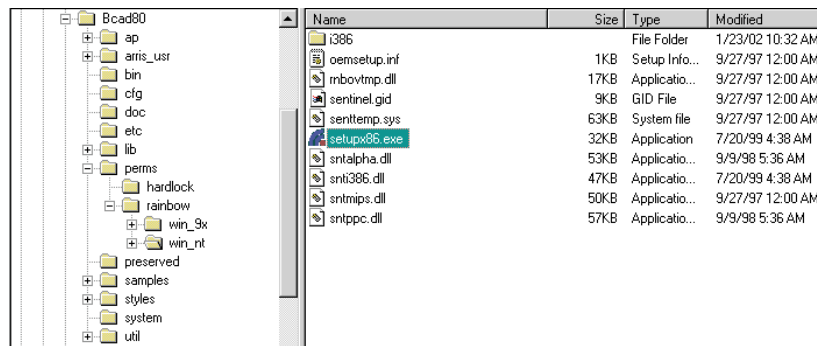 Bcad80
ap
arris_usr
bin
cfg
doc
etc
lib
perms
hardlock
rainbow
win_9x
win_nt
preserved
samples
styles
system
util
Name Size Type Modified
i386 File Folder 1/23/02 10:32 AM
oemsetup.inf 1KB Setup Info... 9/27/97 12:00 AM
rnbovtmp.dll 17KB Applicatio... 9/27/97 12:00 AM
sentinel.gid 9KB GID File 9/27/97 12:00 AM
senttemp.sys 63KB System file 9/27/97 12:00 AM
setupx86.exe 32KB Application 7/20/99 4:38 AM
sntalpha.dll 53KB Applicatio... 9/9/98 5:36 AM
snti386.dll 47KB Applicatio... 7/20/99 4:38 AM
sntmips.dll 50KB Applicatio... 9/27/97 12:00 AM
sntppc.dll 57KB Applicatio... 9/9/98 5:36 AM